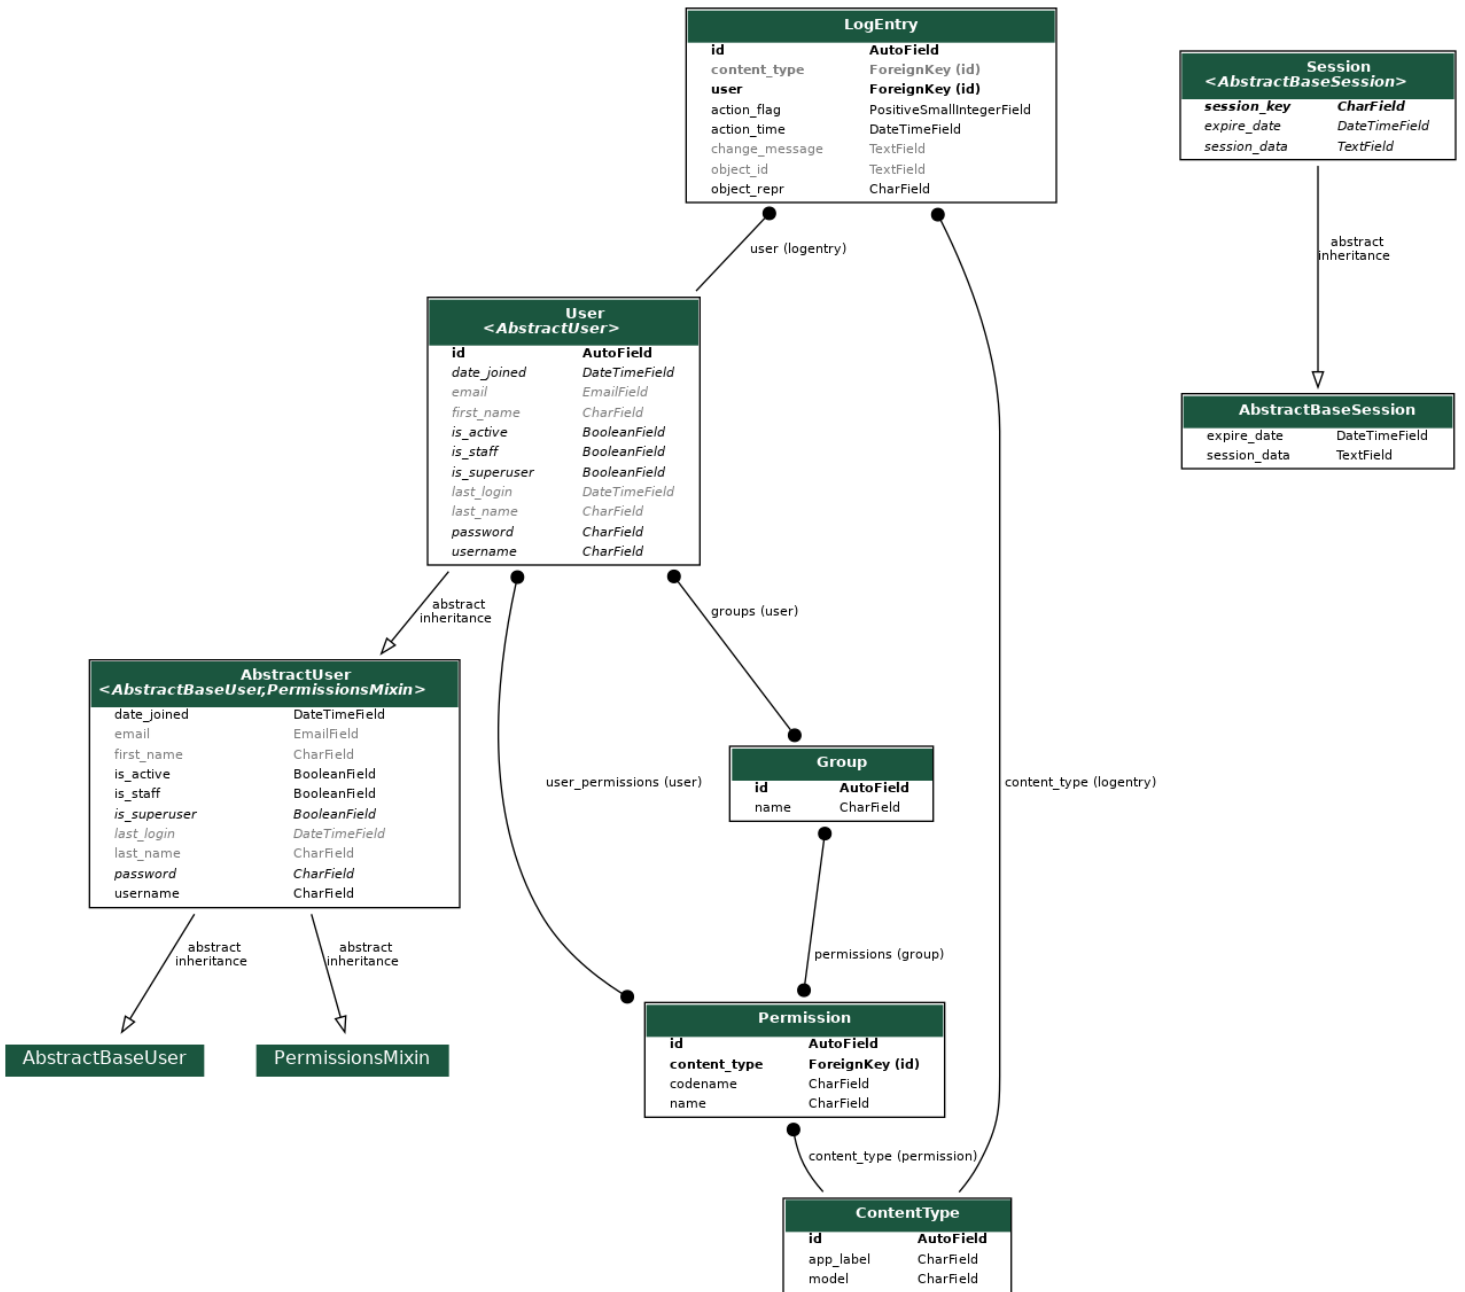 LogEntry
id AutoField
content_type ForeignKey (id)
user ForeignKey (id)
action_flag PositiveSmallIntegerField
action_time DateTimeField
change_message TextField
object_id TextField
object_repr CharField
Session
<AbstractBaseSession>
session_key CharField
expire_date DateTimeField
session_data TextField
user (logentry)
abstract
inheritance
User
<AbstractUser>
id AutoField
date_joined DateTimeField
email EmailField
first_name CharField
is_active BooleanField
is_staff BooleanField
is_superuser BooleanField
last_login DateTimeField
last_name CharField
password CharField
username CharField
AbstractBaseSession
expire_date DateTimeField
session_data TextField
abstract
inheritance
groups (user)
AbstractUser
<AbstractBaseUser,PermissionsMixin>
date_joined DateTimeField
email EmailField
first_name CharField
is_active BooleanField
is_staff BooleanField
is_superuser BooleanField
last_login DateTimeField
last_name CharField
password CharField
username CharField
user_permissions (user)
Group
id AutoField
name CharField
content_type (logentry)
abstract
inheritance
abstract
inheritance
permissions (group)
AbstractBaseUser
PermissionsMixin
Permission
id AutoField
content_type ForeignKey (id)
codename CharField
name CharField
content_type (permission)
ContentType
id AutoField
app_label CharField
model CharField